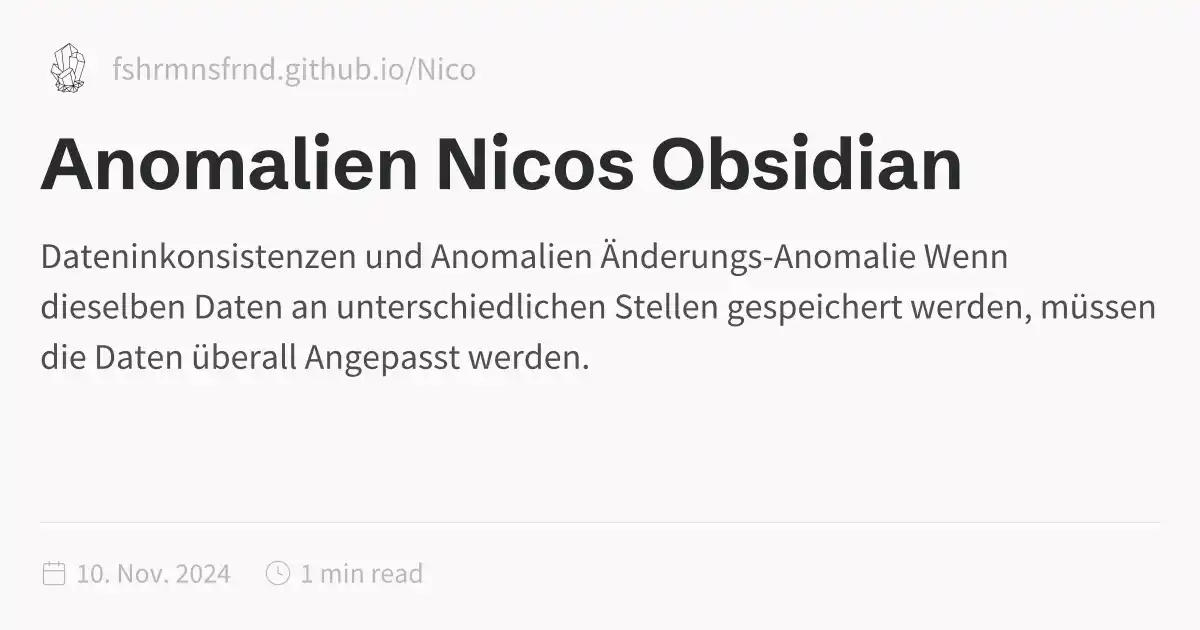 fshrmnsfrnd.github.io/Nico
Anomalien Nicos Obsidian
Dateninkonsistenzen und Anomalien Änderungs-Anomalie Wenn
dieselben Daten an unterschiedlichen Stellen gespeichert werden, müssen
die Daten überall Angepasst werden.
10. Nov. 2024 1 min read